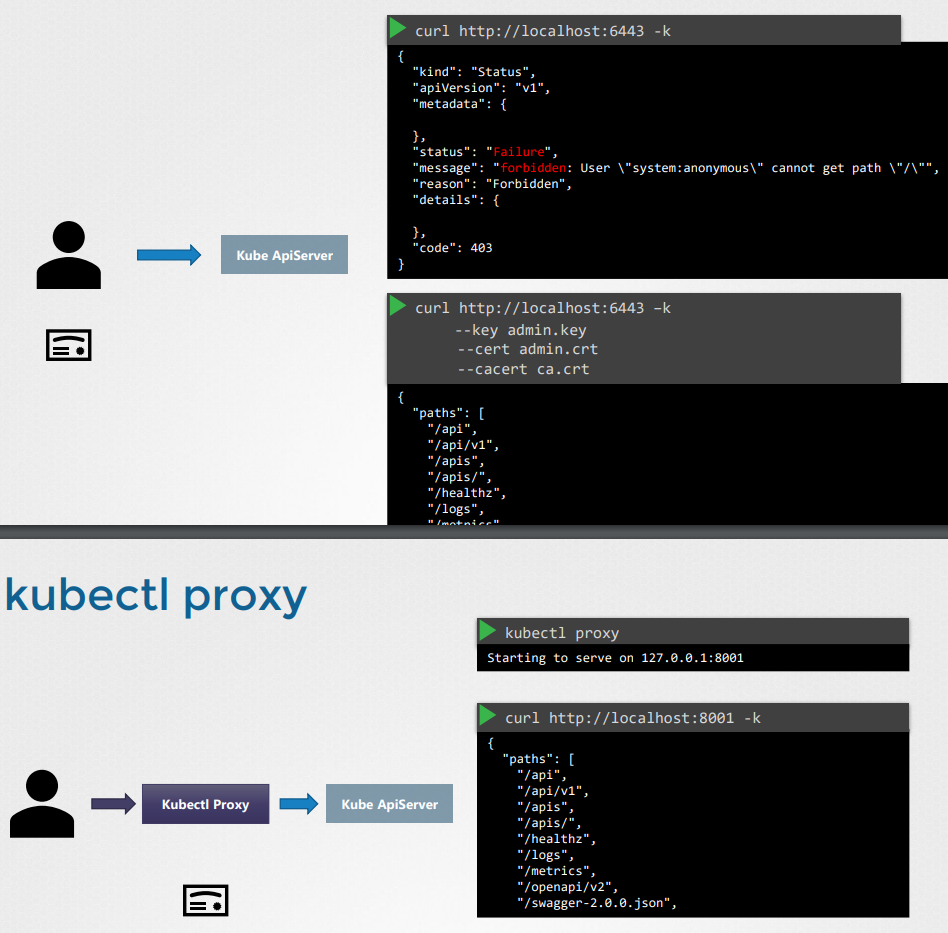 curl http://localhost:6443 -k
{
"kind": "Status",
"apiVersion": "v1",
"metadata": {
},
"status": "Failure",
"message": "forbidden: User \"system:anonymous\" cannot get path \"/\"",
"reason": "Forbidden",
"details": {
},
"code": 403
}
Kube ApiServer
curl http://localhost:6443 –k
--key admin.key
--cert admin.crt
--cacert ca.crt
{
"paths": [
"/api",
"/api/v1",
"/apis",
"/apis/",
"/healthz",
"/logs",
"/metrics"
kubectl proxy
kubectl proxy
Starting to serve on 127.0.0.1:8001
curl http://localhost:8001 -k
{
"paths": [
"/api",
"/api/v1",
"/apis",
"/apis/",
"/healthz",
"/logs",
"/metrics",
"/openapi/v2",
"/swagger-2.0.0.json",
Kubectl Proxy
Kube ApiServer